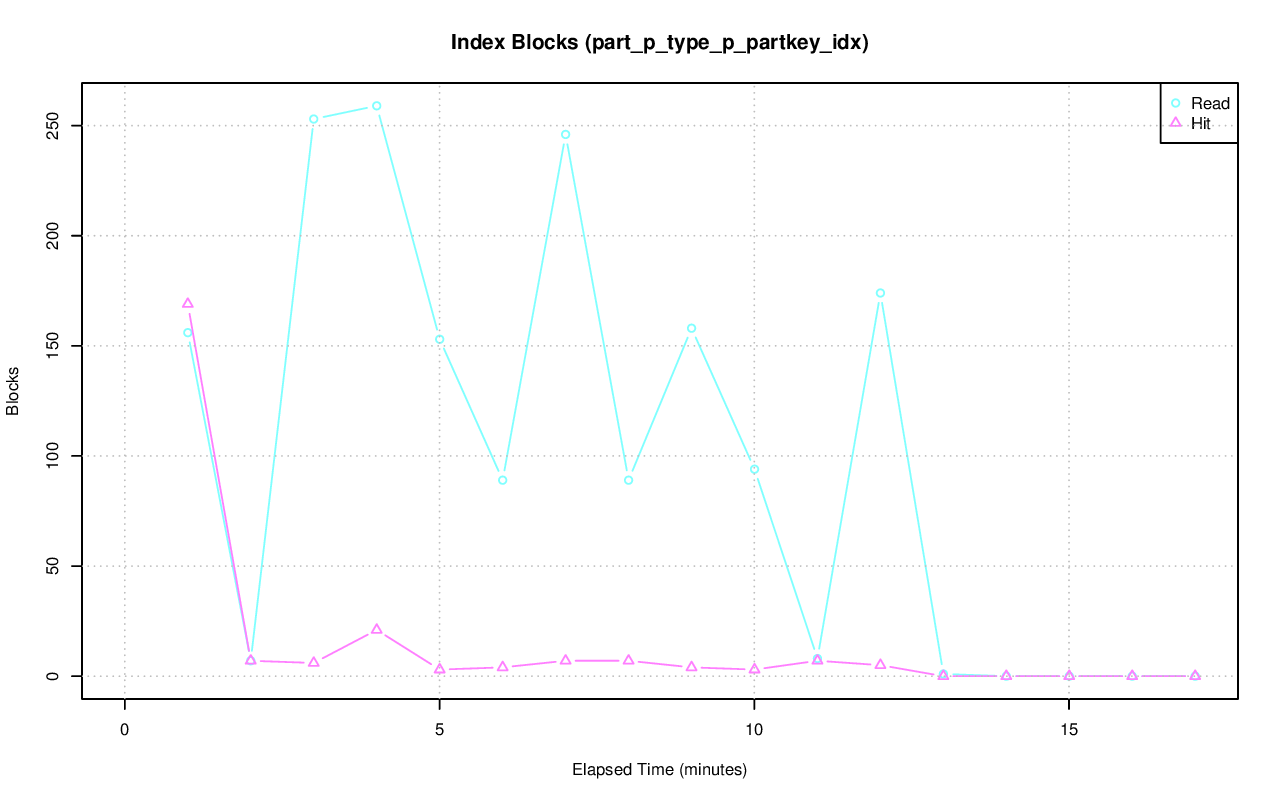 Index Blocks (part_p_type_p_partkey_idx)
Read
Hit
250
200
150
100
50
0
Blocks
0 5 10 15
Elapsed Time (minutes)